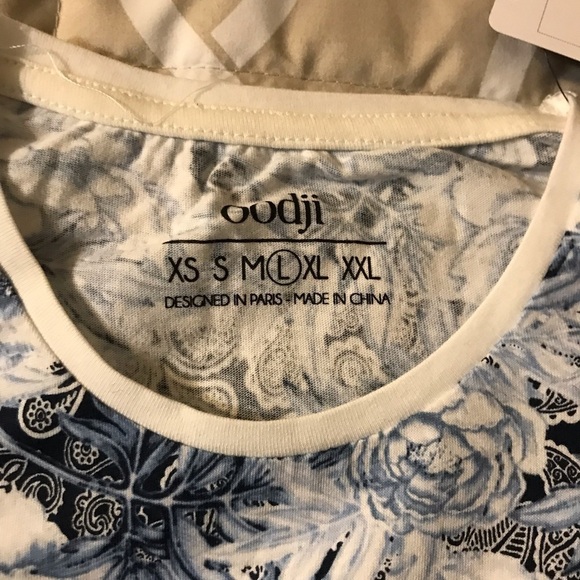 oodji
XS S M L XL XXL
DESIGNED IN PARIS - MADE IN CHINA